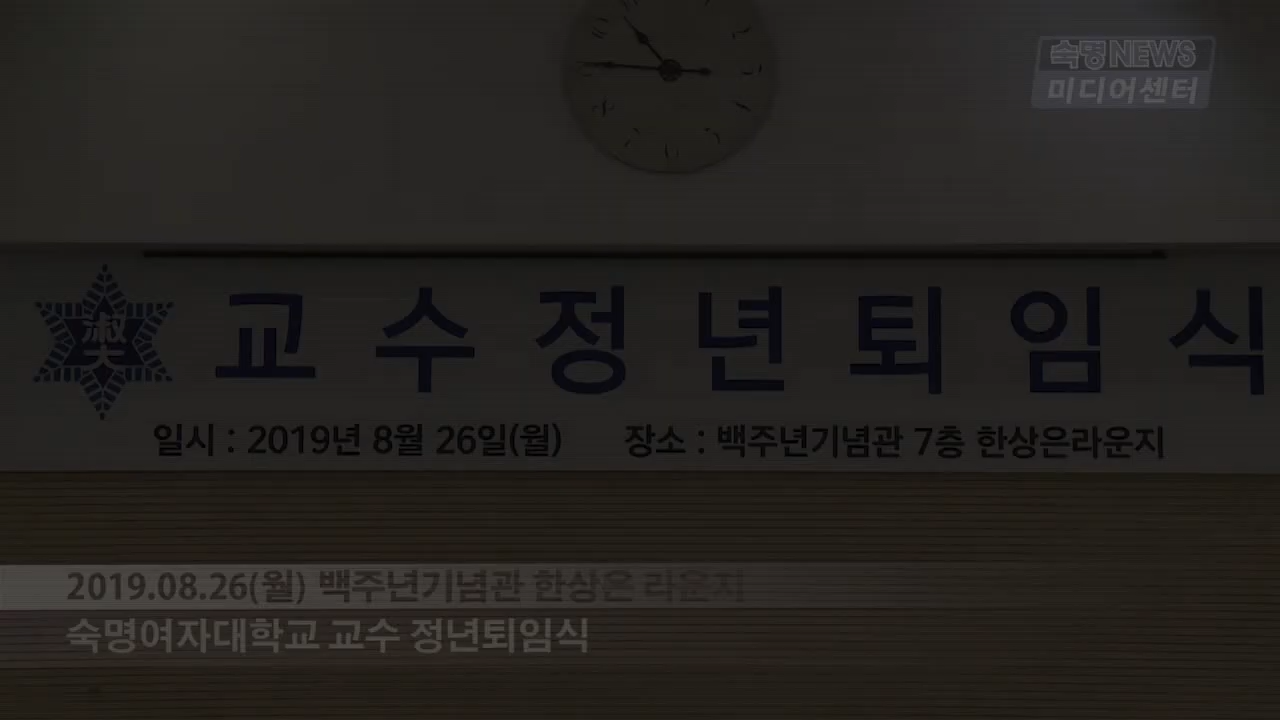 숙명NEWS
미디어센터
淑大
교수정년퇴임식
일시 : 2019년 8월 26일(월) 장소 : 백주년기념관 7층 한상은라운지
2019.08.26(월) 백주년기념관 한상은 라운지
숙명여자대학교 교수 정년퇴임식